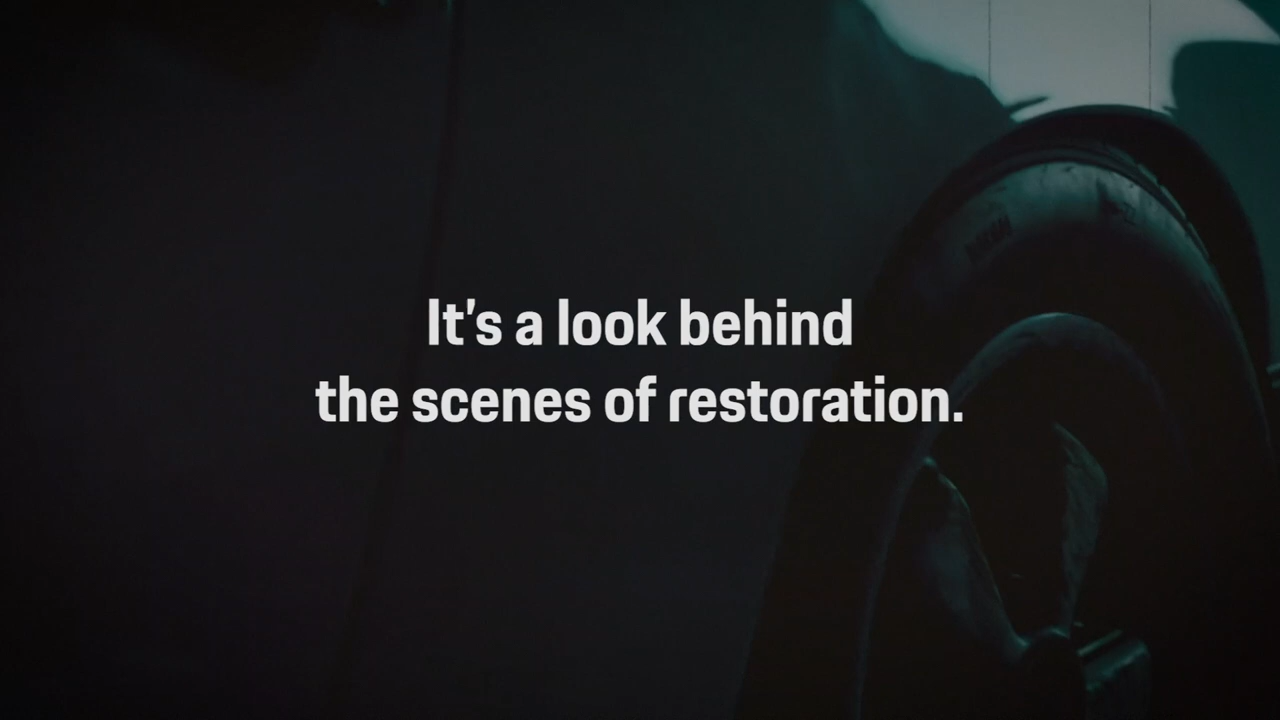 It's a look behind
the scenes of restoration.